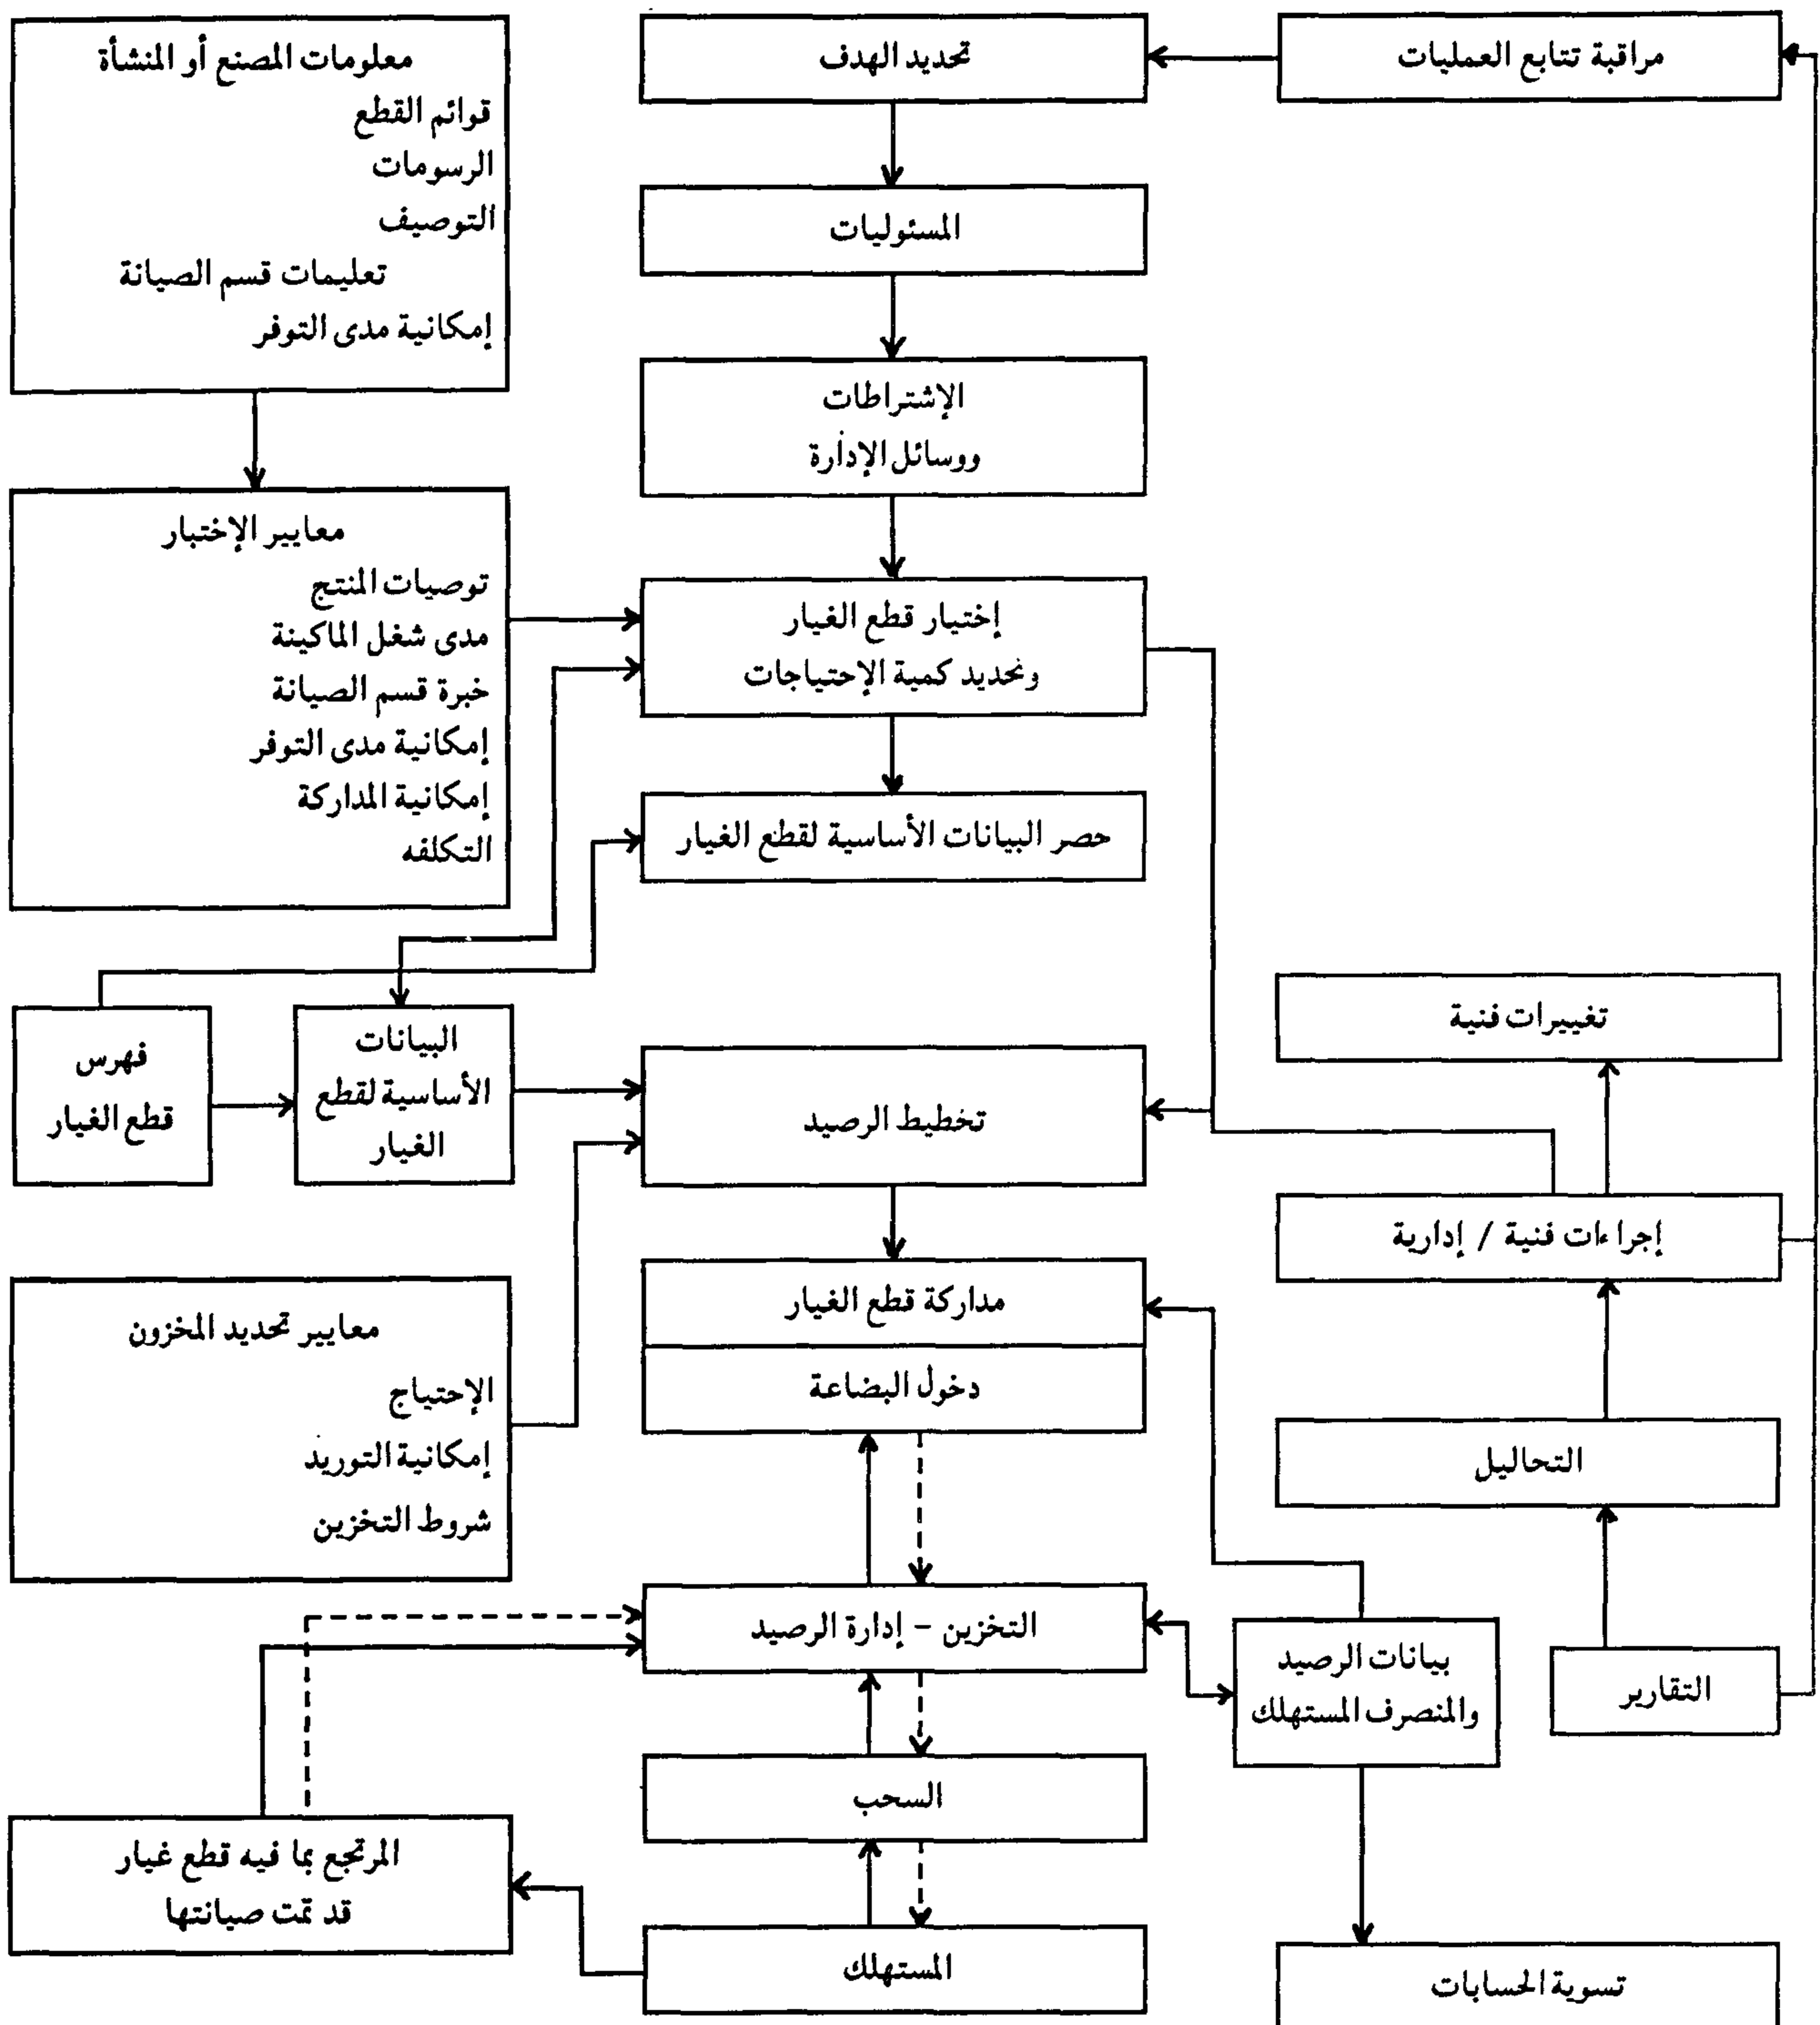 مراقبة تتابع العمليات
تحديد الهدف
معلومات المصنع أو المنشأة
قوائم القطع
الرسومات
التوصيف
تعليمات قسم الصيانة
إمكانية مدى التوفر
المسئوليات
الإشتراطات
ووسائل الإدارة
معايير الإختبار
توصيات المنتج
مدى شغل الماكينة
خبرة قسم الصيانة
إمكانية مدى التوفر
إمكانية المداركة
التكلفه
إختيار قطع الغيار
وتحديد كمية الإحتياجات
حصر البيانات الأساسية لقطع الغيار
تغييرات فنية
البيانات
الأساسية لقطع
الغيار
فهرس
قطع الغيار
تخطيط الرصيد
إجراءات فنية / إدارية
مداركة قطع الغيار
دخول البضاعة
معايير تحديد المخزون
الإحتياج
إمكانية التوريد
شروط التخزين
التحاليل
التخزين - إدارة الرصيد
بيانات الرصيد
والمنصرف المستهلك
التقارير
السحب
المرتجع بما فيه قطع غيار
قد تمت صيانتها
المستهلك
تسوية الحسابات